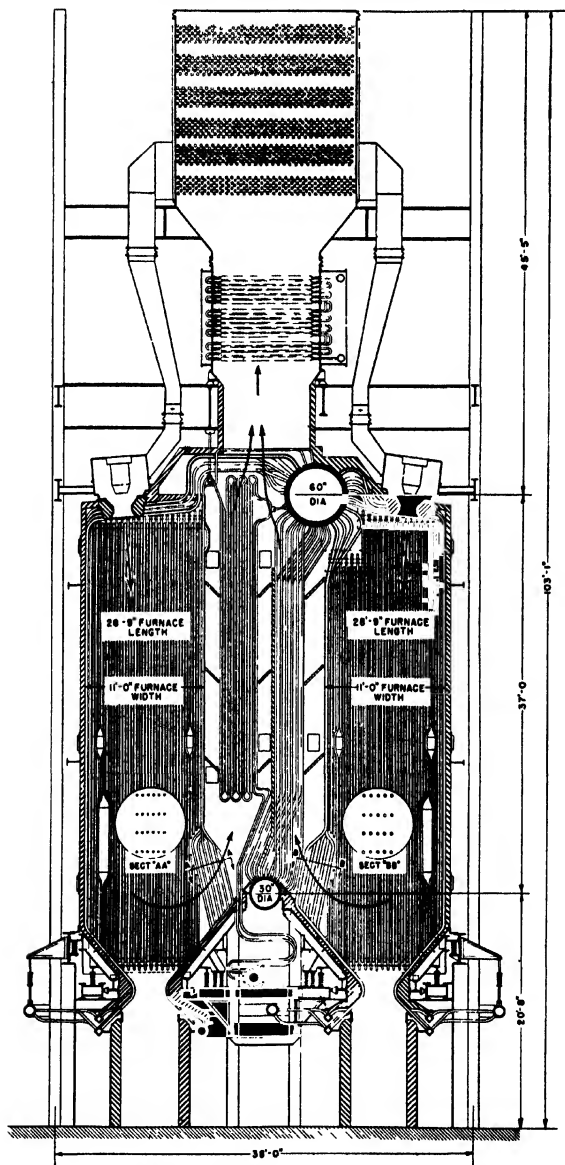 45'-5"
103'-1"
60"
DIA
28'-9" FURNACE
LENGTH
28'-9" FURNACE
LENGTH
37'-0
11'-0" FURNACE
WIDTH
11'-0" FURNACE
WIDTH
SECT "AA"
A
B
SECT "BB"
30"
DIA
20'-8"
38'-0"